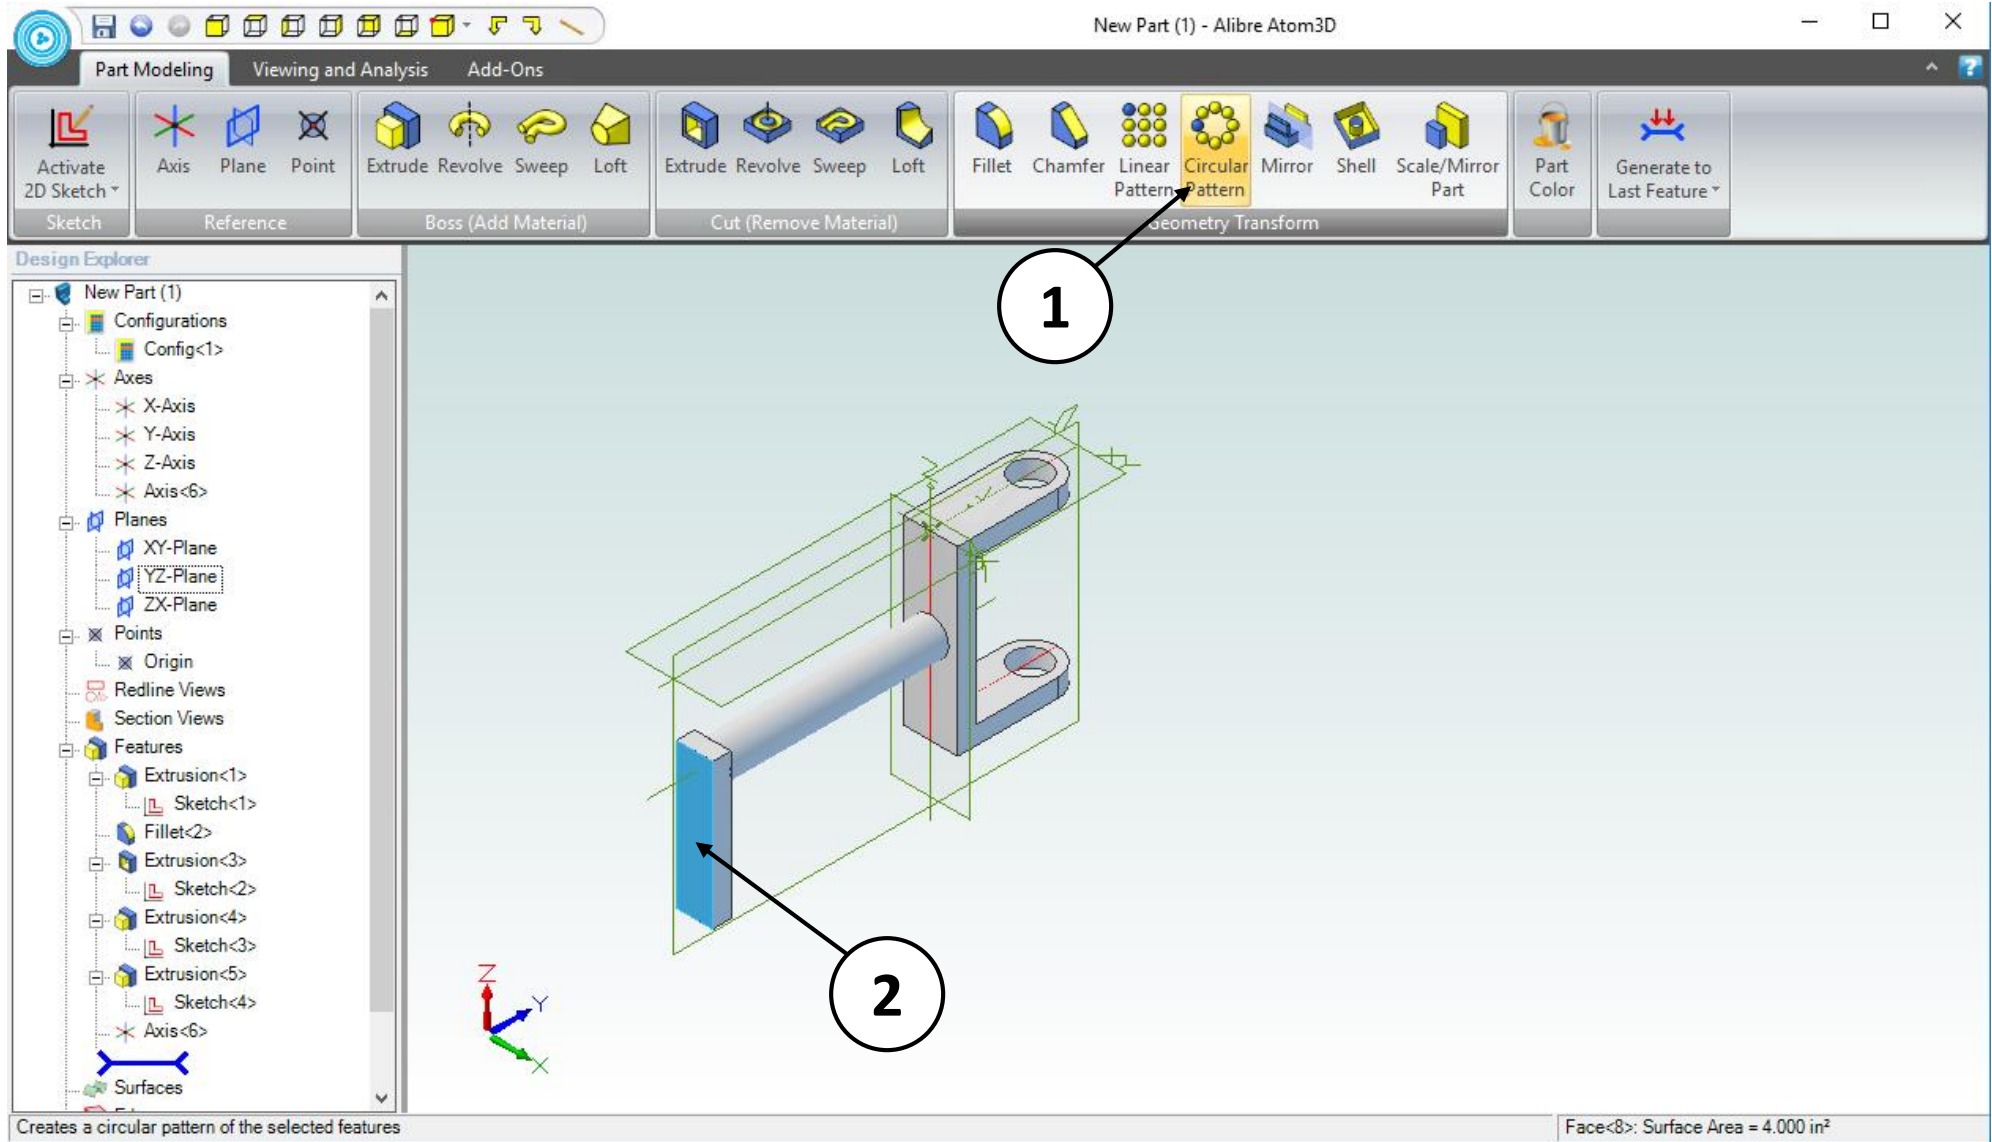 New Part (1) - Alibre Atom3D
Part Modeling
Viewing and Analysis
Add-Ons
Activate
2D Sketch
Sketch
Axis
Plane
Point
Reference
Extrude
Revolve
Sweep
Loft
Boss (Add Material)
Extrude
Revolve
Sweep
Loft
Cut (Remove Material)
Fillet
Chamfer
Linear
Pattern
Circular
Pattern
Mirror
Shell
Scale/Mirror
Part
Geometry Transform
Part
Color
Generate to
Last Feature
Design Explorer
New Part (1)
Configurations
Config<1>
Axes
X-Axis
Y-Axis
Z-Axis
Axis<6>
Planes
XY-Plane
YZ-Plane
ZX-Plane
Points
Origin
Redline Views
Section Views
Features
Extrusion<1>
Sketch<1>
Fillet<2>
Extrusion<3>
Sketch<2>
Extrusion<4>
Sketch<3>
Extrusion<5>
Sketch<4>
Axis<6>
Surfaces
1
2
Z
Y
X
Creates a circular pattern of the selected features
Face<8>: Surface Area = 4.000 in²